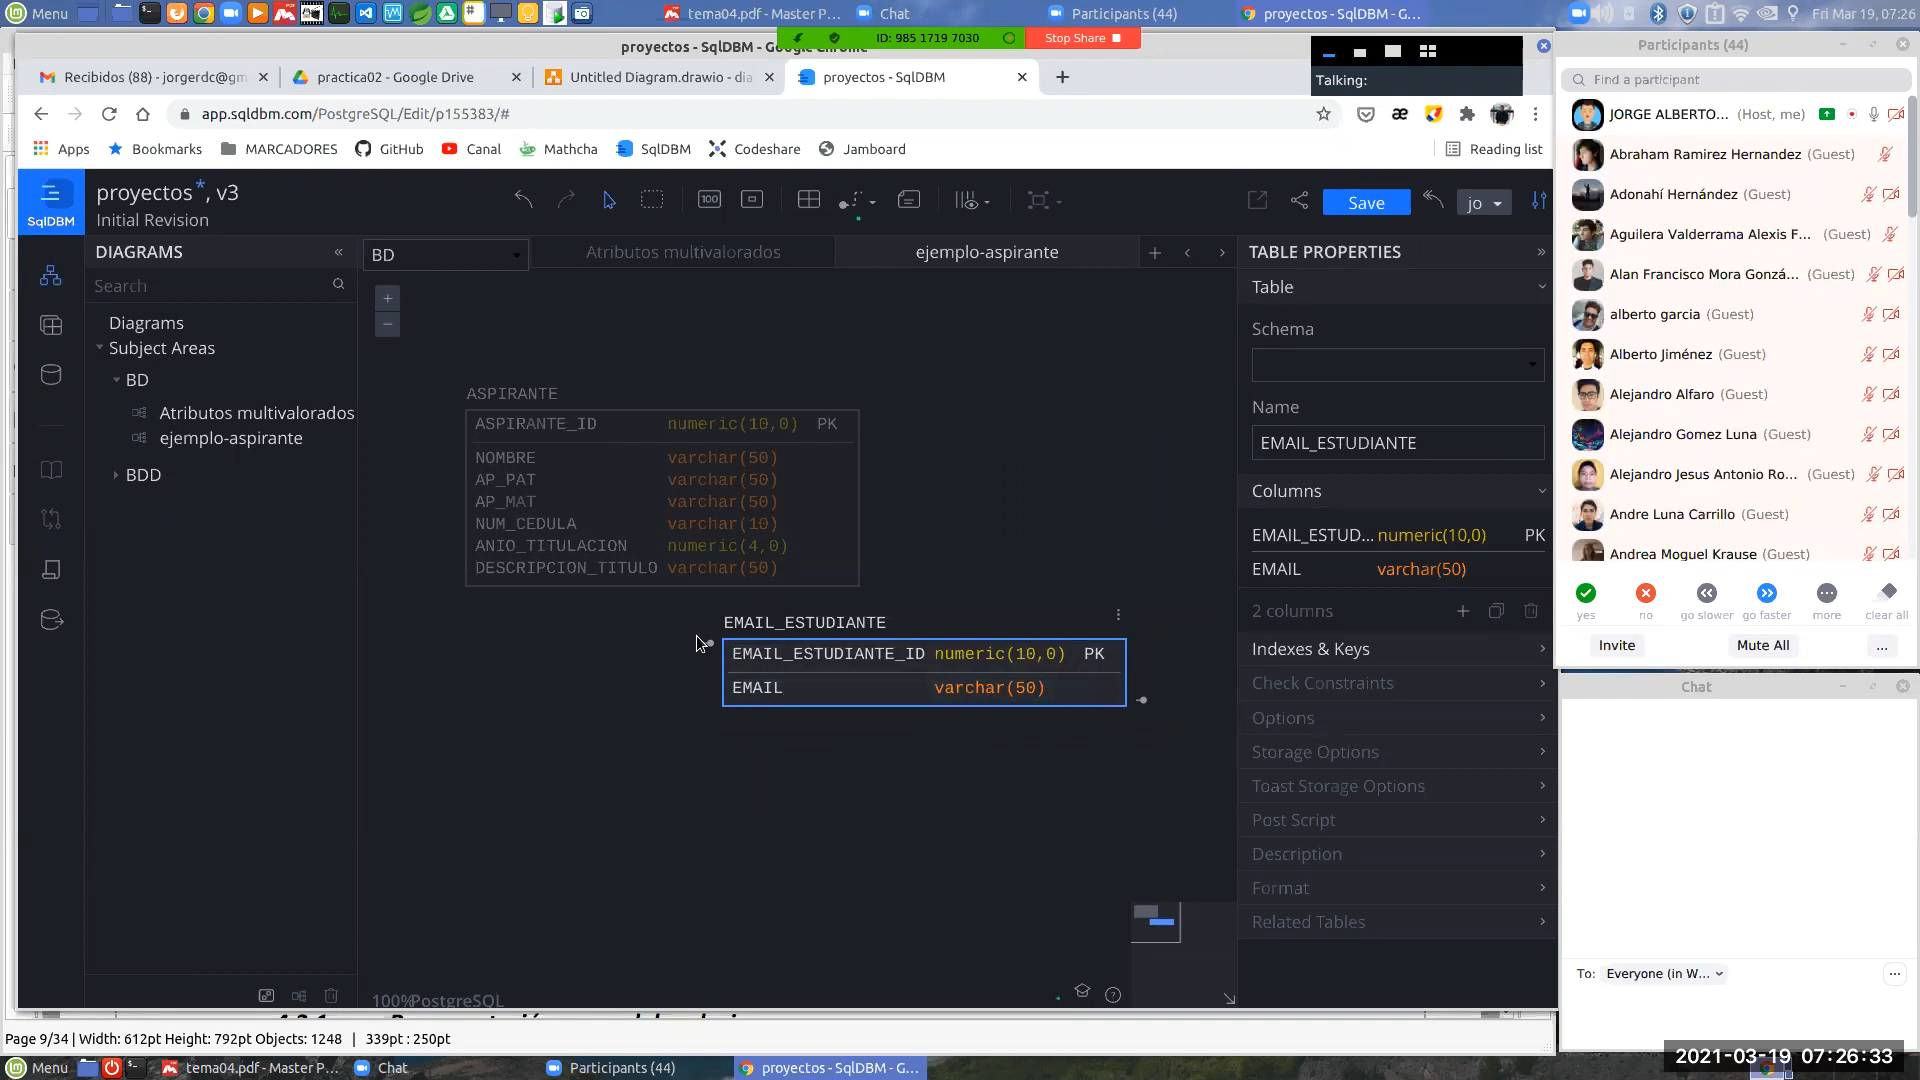 Menu
tema04.pdf - Master P...
Chat
Participants (44)
proyectos - SqlDBM - G...
Fri Mar 19, 07:26
proyectos - SqlDBM - Google Chrome
ID: 985 1719 7030
Stop Share
Talking:
Recibidos (88) - jorgerdc@gm
practica02 - Google Drive
Untitled Diagram.drawio - dia
proyectos - SqlDBM
app.sqldbm.com/PostgreSQL/Edit/p155383/#
Apps
Bookmarks
MARCADORES
GitHub
Canal
Mathcha
SqlDBM
Codeshare
Jamboard
Reading list
SqlDBM
proyectos*, v3
Initial Revision
100
Save
jo
DIAGRAMS
Search
Diagrams
Subject Areas
BD
Atributos multivalorados
ejemplo-aspirante
BDD
BD
Atributos multivalorados
ejemplo-aspirante
ASPIRANTE
ASPIRANTE_ID numeric(10,0) PK
NOMBRE varchar(50)
AP_PAT varchar(50)
AP_MAT varchar(50)
NUM_CEDULA varchar(10)
ANIO_TITULACION numeric(4,0)
DESCRIPCION_TITULO varchar(50)
EMAIL_ESTUDIANTE
EMAIL_ESTUDIANTE_ID numeric(10,0) PK
EMAIL varchar(50)
100%PostgreSQL
TABLE PROPERTIES
Table
Schema
Name
EMAIL_ESTUDIANTE
Columns
EMAIL_ESTUD... numeric(10,0) PK
EMAIL varchar(50)
2 columns
Indexes & Keys
Check Constraints
Options
Storage Options
Toast Storage Options
Post Script
Description
Format
Related Tables
Participants (44)
Find a participant
JORGE ALBERTO... (Host, me)
Abraham Ramirez Hernandez (Guest)
Adonahí Hernández (Guest)
Aguilera Valderrama Alexis F... (Guest)
Alan Francisco Mora Gonzá... (Guest)
alberto garcia (Guest)
Alberto Jiménez (Guest)
Alejandro Alfaro (Guest)
Alejandro Gomez Luna (Guest)
Alejandro Jesus Antonio Ro... (Guest)
Andre Luna Carrillo (Guest)
Andrea Moguel Krause (Guest)
yes
no
go slower
go faster
more
clear all
Invite
Mute All
...
Chat
To: Everyone (in W...
Page 9/34 | Width: 612pt Height: 792pt Objects: 1248 | 339pt : 250pt
2021-03-19 07:26:33
Menu
tema04.pdf - Master P...
Chat
Participants (44)
proyectos - SqlDBM - G...